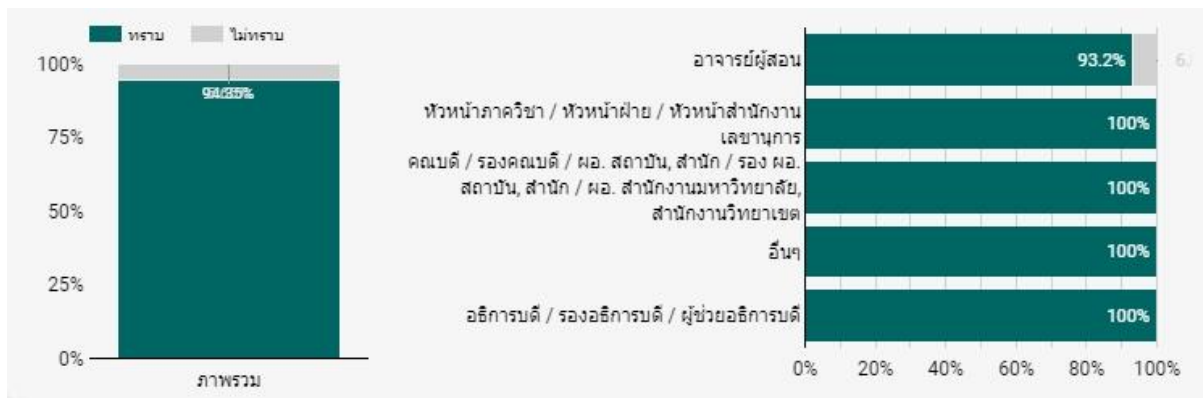 ทราบ ไม่ทราบ
100%
75%
50%
25%
0%
ภาพรวม
อาจารย์ผู้สอน
93.2%
หัวหน้าภาควิชา / หัวหน้าฝ่าย / หัวหน้าสำนักงาน
เลขานุการ
100%
คณบดี / รองคณบดี / ผอ. สถาบัน, สำนัก / รอง ผอ.
สถาบัน, สำนัก / ผอ. สำนักงานมหาวิทยาลัย,
สำนักงานวิทยาเขต
100%
อื่นๆ
100%
อธิการบดี / รองอธิการบดี / ผู้ช่วยอธิการบดี
100%
0% 20% 40% 60% 80% 100%